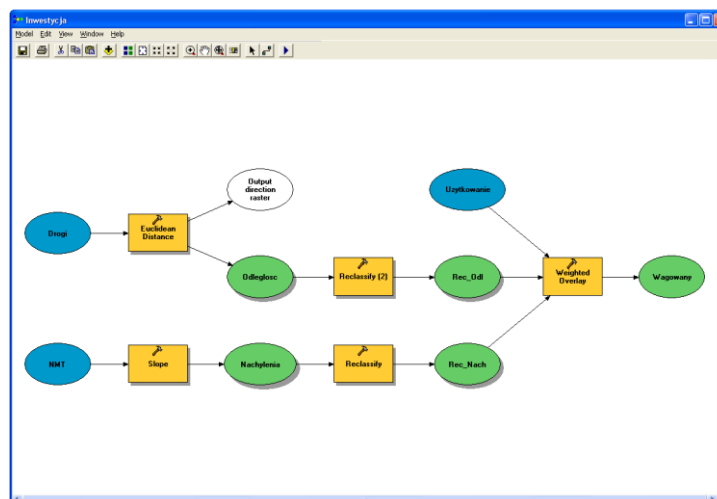 Inwestycja
Model Edit View Window Help
Output
direction
raster
Uzytkowanie
Drogi
Euclidean
Distance
Odleglosc
Reclassify (2)
Rec_Odl
Weighted
Overlay
Wagowany
NMT
Slope
Nachylenia
Reclassify
Rec_Nach